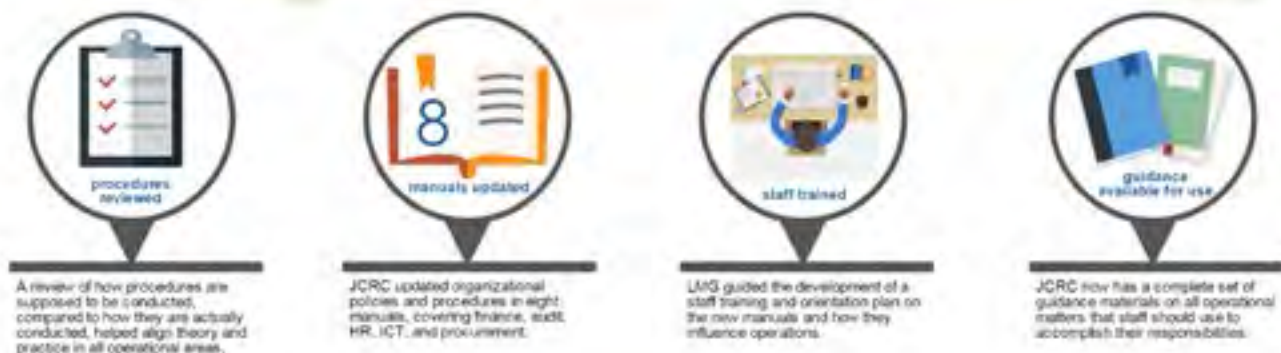 procedures
reviewed
A review of how procedures are
supposed to be conducted,
compared to how they are actually
conducted, helped align theory and
practice in all operational areas.
8
manuals updated
JCRC updated organizational
policies and procedures in eight
manuals, covering finance, audit,
HR, ICT, and procurement.
staff trained
LMG guided the development of a
staff training and orientation plan on
the new manuals and how they
influence operations.
guidance
available for use
JCRC now has a complete set of
guidance materials on all operational
matters that staff should use to
accomplish their responsibilities.